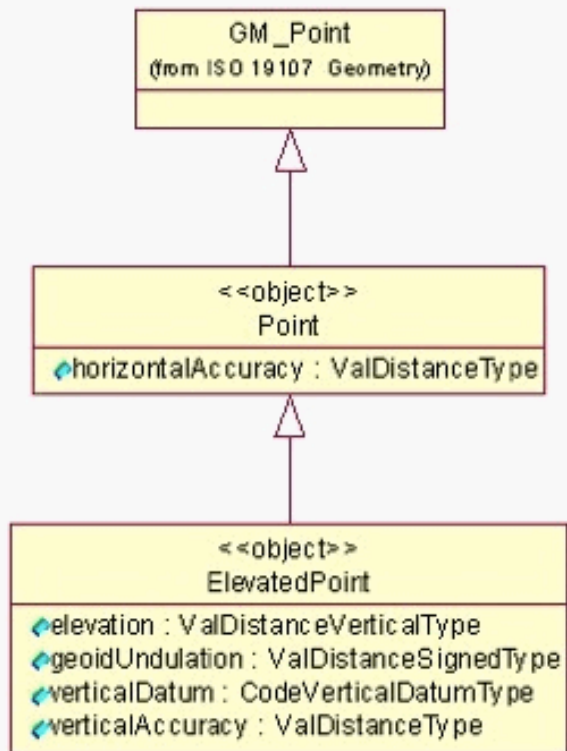 GM_Point
(from ISO 19107 Geometry)
<<object>>
Point
horizontalAccuracy : ValDistanceType
<<object>>
ElevatedPoint
elevation : ValDistanceVerticalType
geoidUndulation : ValDistanceSignedType
verticalDatum : CodeVerticalDatumType
verticalAccuracy : ValDistanceType